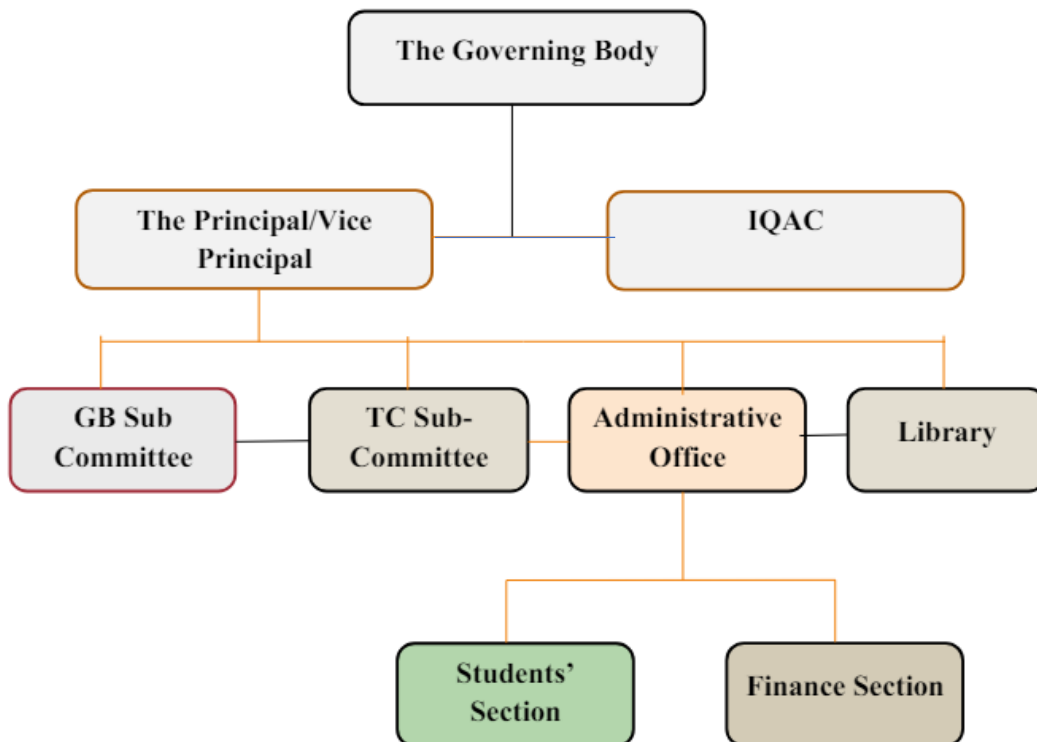 The Governing Body
The Principal/Vice
Principal
IQAC
GB Sub
Committee
TC Sub-
Committee
Administrative
Office
Library
Students’
Section
Finance Section